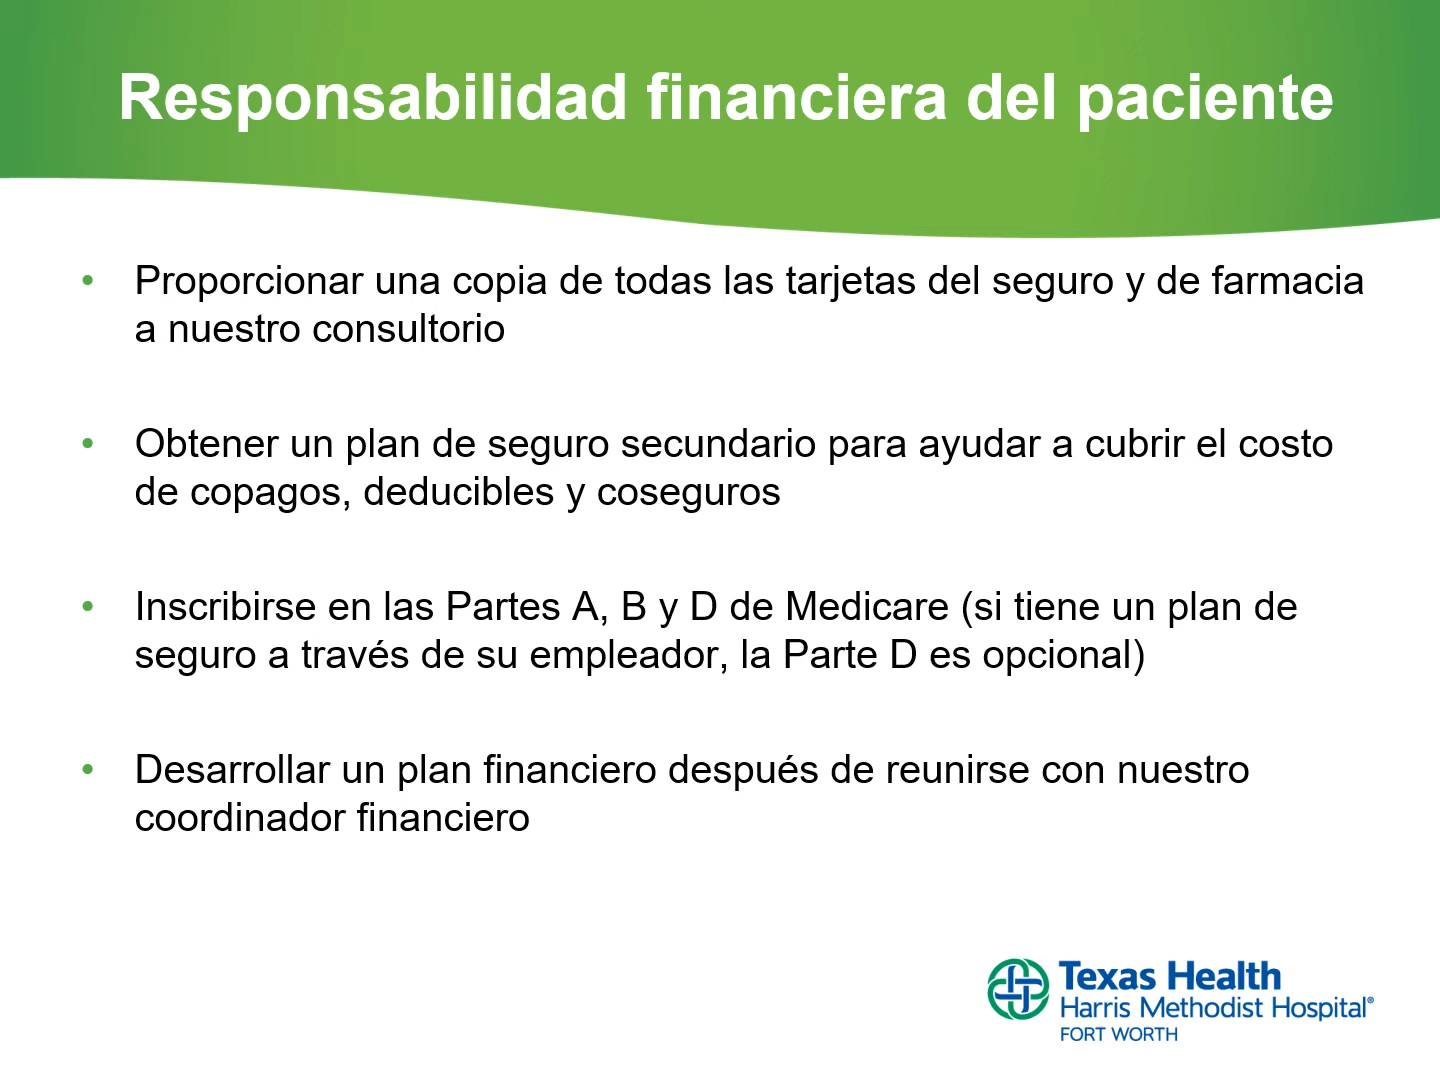 Responsabilidad financiera del paciente
• Proporcionar una copia de todas las tarjetas del seguro y de farmacia
a nuestro consultorio
• Obtener un plan de seguro secundario para ayudar a cubrir el costo
de copagos, deducibles y coseguros
• Inscribirse en las Partes A, B y D de Medicare (si tiene un plan de
seguro a través de su empleador, la Parte D es opcional)
• Desarrollar un plan financiero después de reunirse con nuestro
coordinador financiero
Texas Health
Harris Methodist Hospital®
FORT WORTH